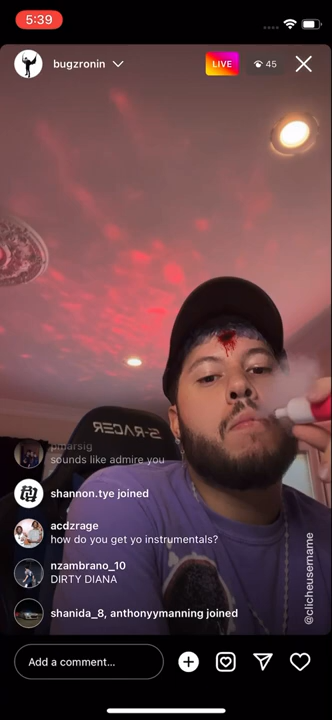 5:39
bugzronin
LIVE
45
S-RACER
sounds like admire you
shannon.tye joined
acdzrage
how do you get yo instrumentals?
nzambrano_10
DIRTY DIANA
shanida_8, anthonyymanning joined
@clicheusername
Add a comment...